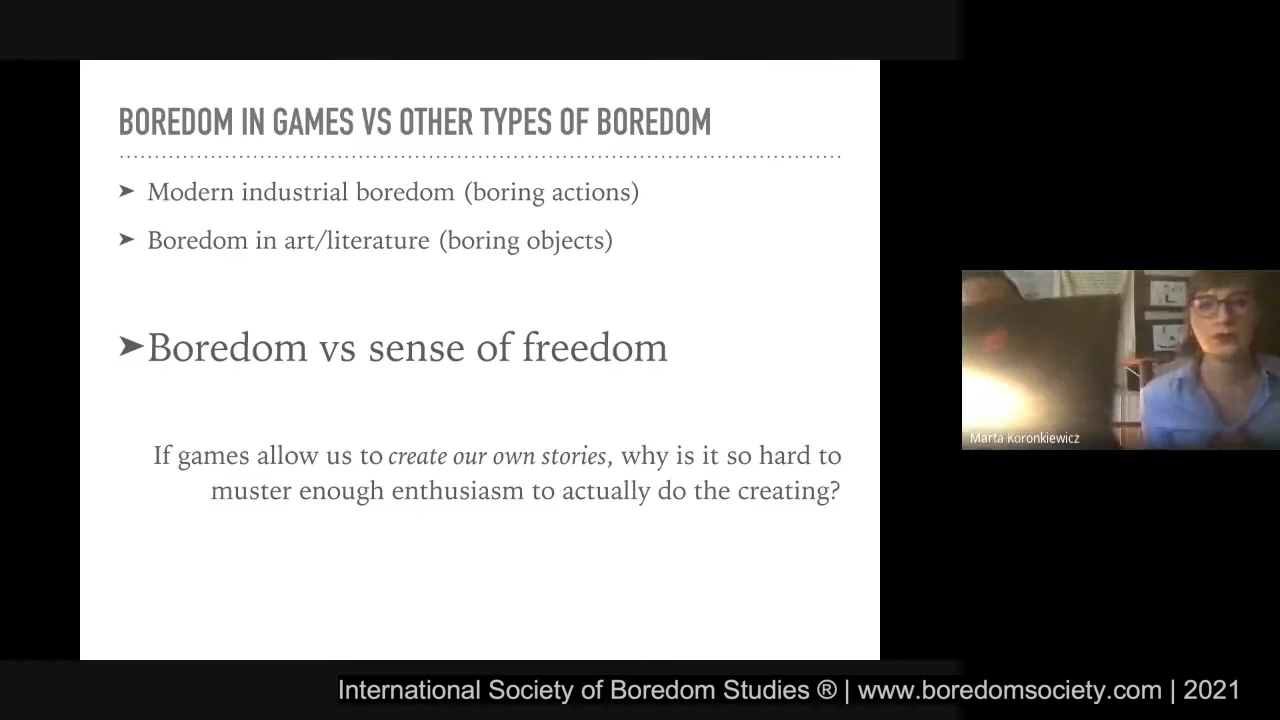 BOREDOM IN GAMES VS OTHER TYPES OF BOREDOM
➤ Modern industrial boredom (boring actions)
➤ Boredom in art/literature (boring objects)
➤Boredom vs sense of freedom
If games allow us to create our own stories, why is it so hard to
muster enough enthusiasm to actually do the creating?
Marta Koronkiewicz
International Society of Boredom Studies ® | www.boredomsociety.com | 2021